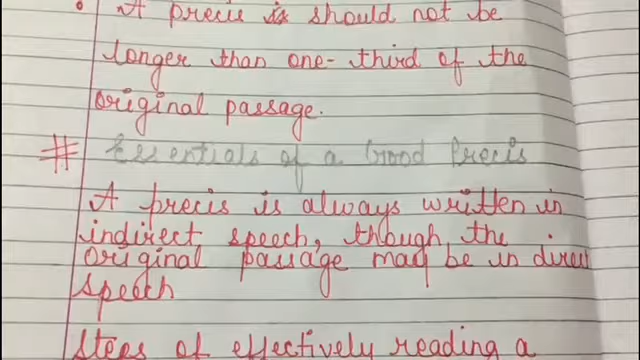 • A precis is should not be
longer than one-third of the
original passage.
# Essentials of a Good Precis
A precis is always written in
indirect speech, though the
original passage may be in direct
speech
Steps of effectively reading a